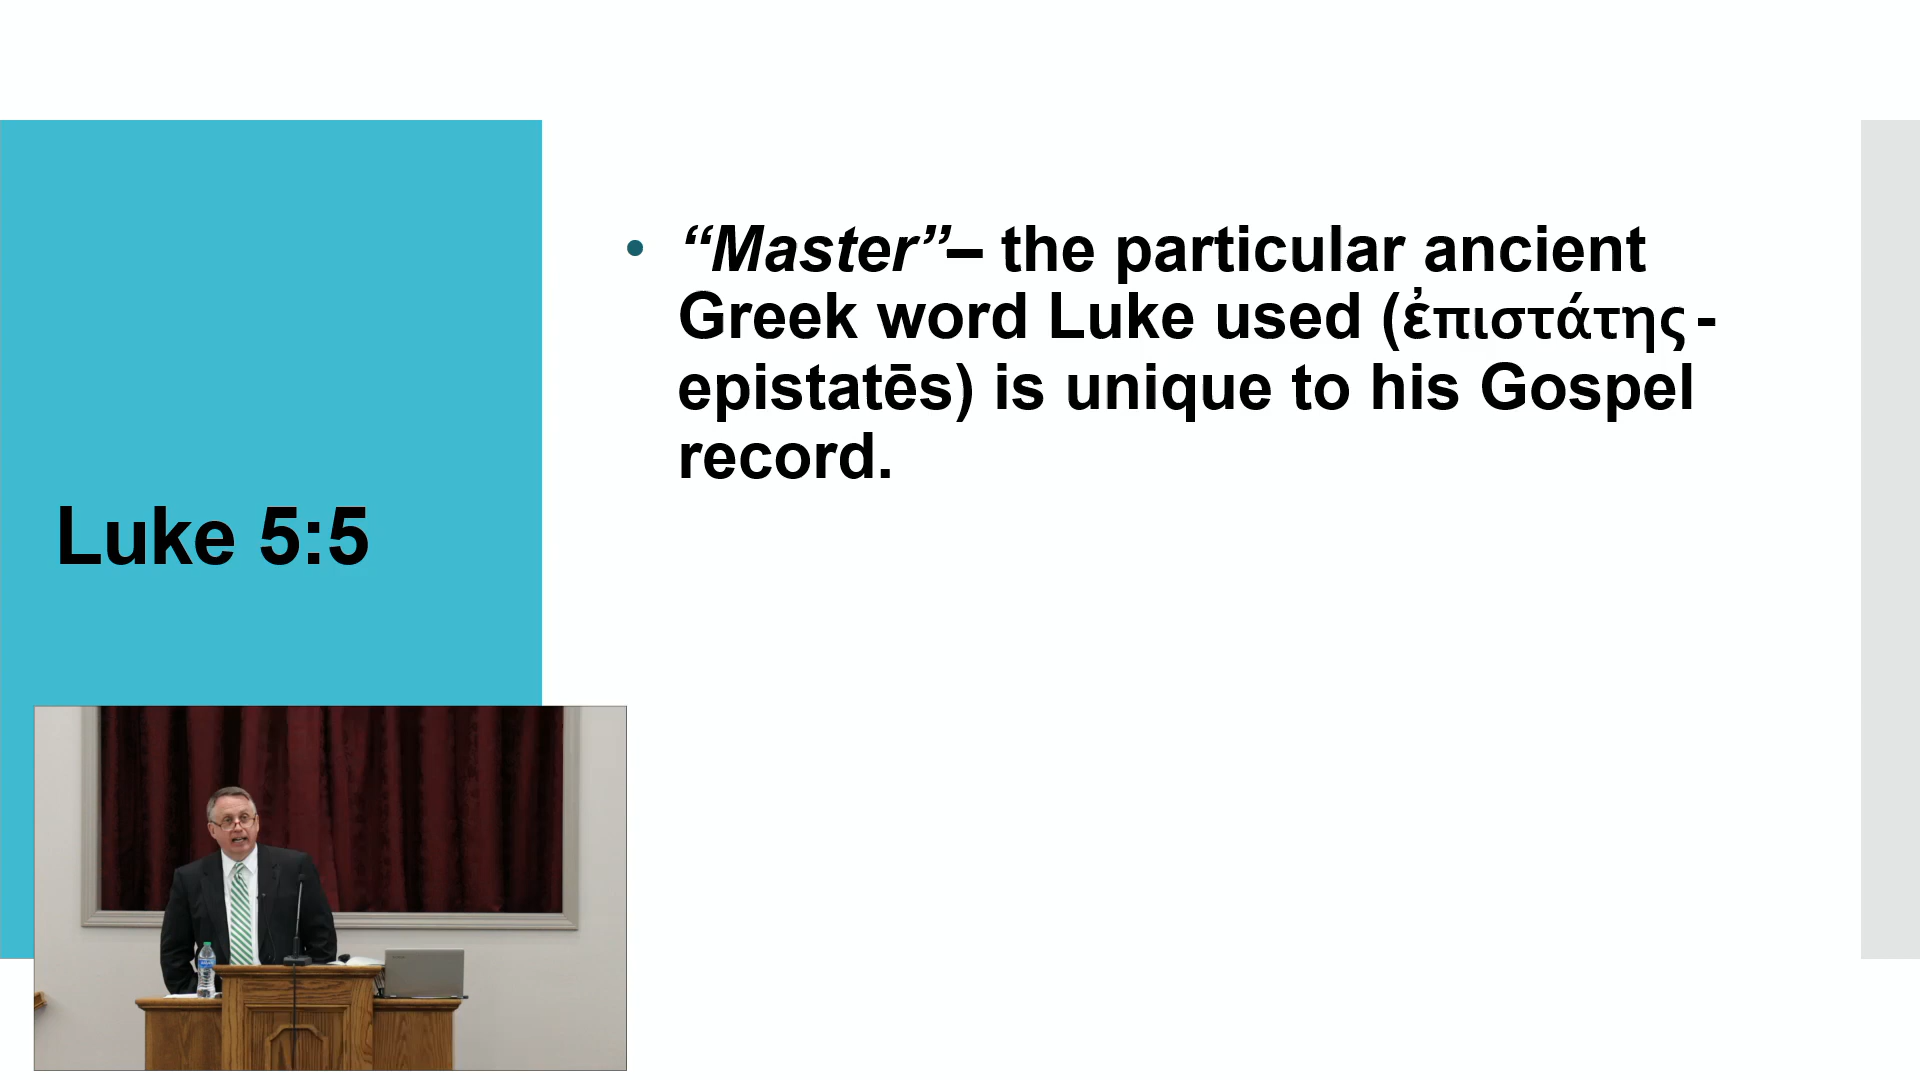 Luke 5:5
“Master”– the particular ancient
Greek word Luke used (ἐπιστάτης -
epistatēs) is unique to his Gospel
record.